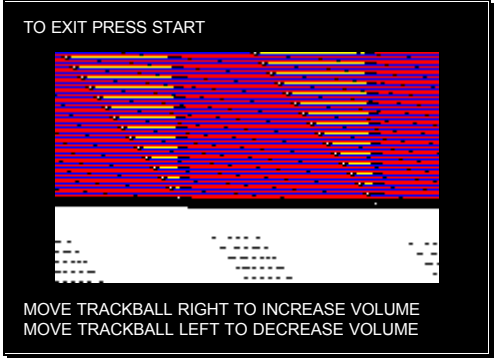 TO EXIT PRESS START
MOVE TRACKBALL RIGHT TO INCREASE VOLUME
MOVE TRACKBALL LEFT TO DECREASE VOLUME